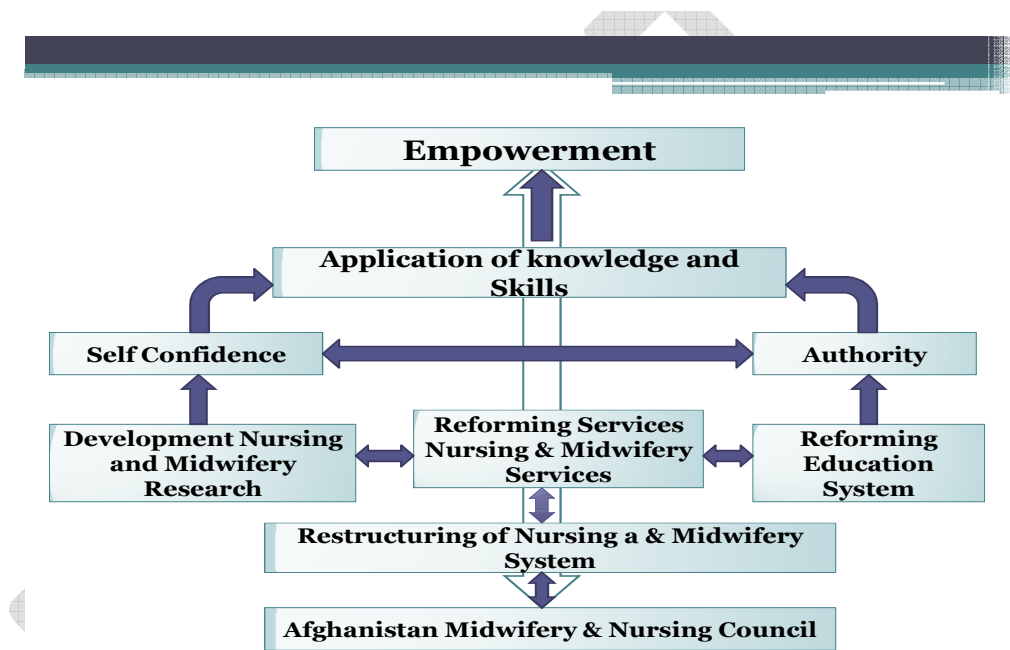 Empowerment
Application of knowledge and
Skills
Self Confidence
Authority
Development Nursing
and Midwifery
Research
Reforming Services
Nursing & Midwifery
Services
Reforming
Education
System
Restructuring of Nursing a & Midwifery
System
Afghanistan Midwifery & Nursing Council